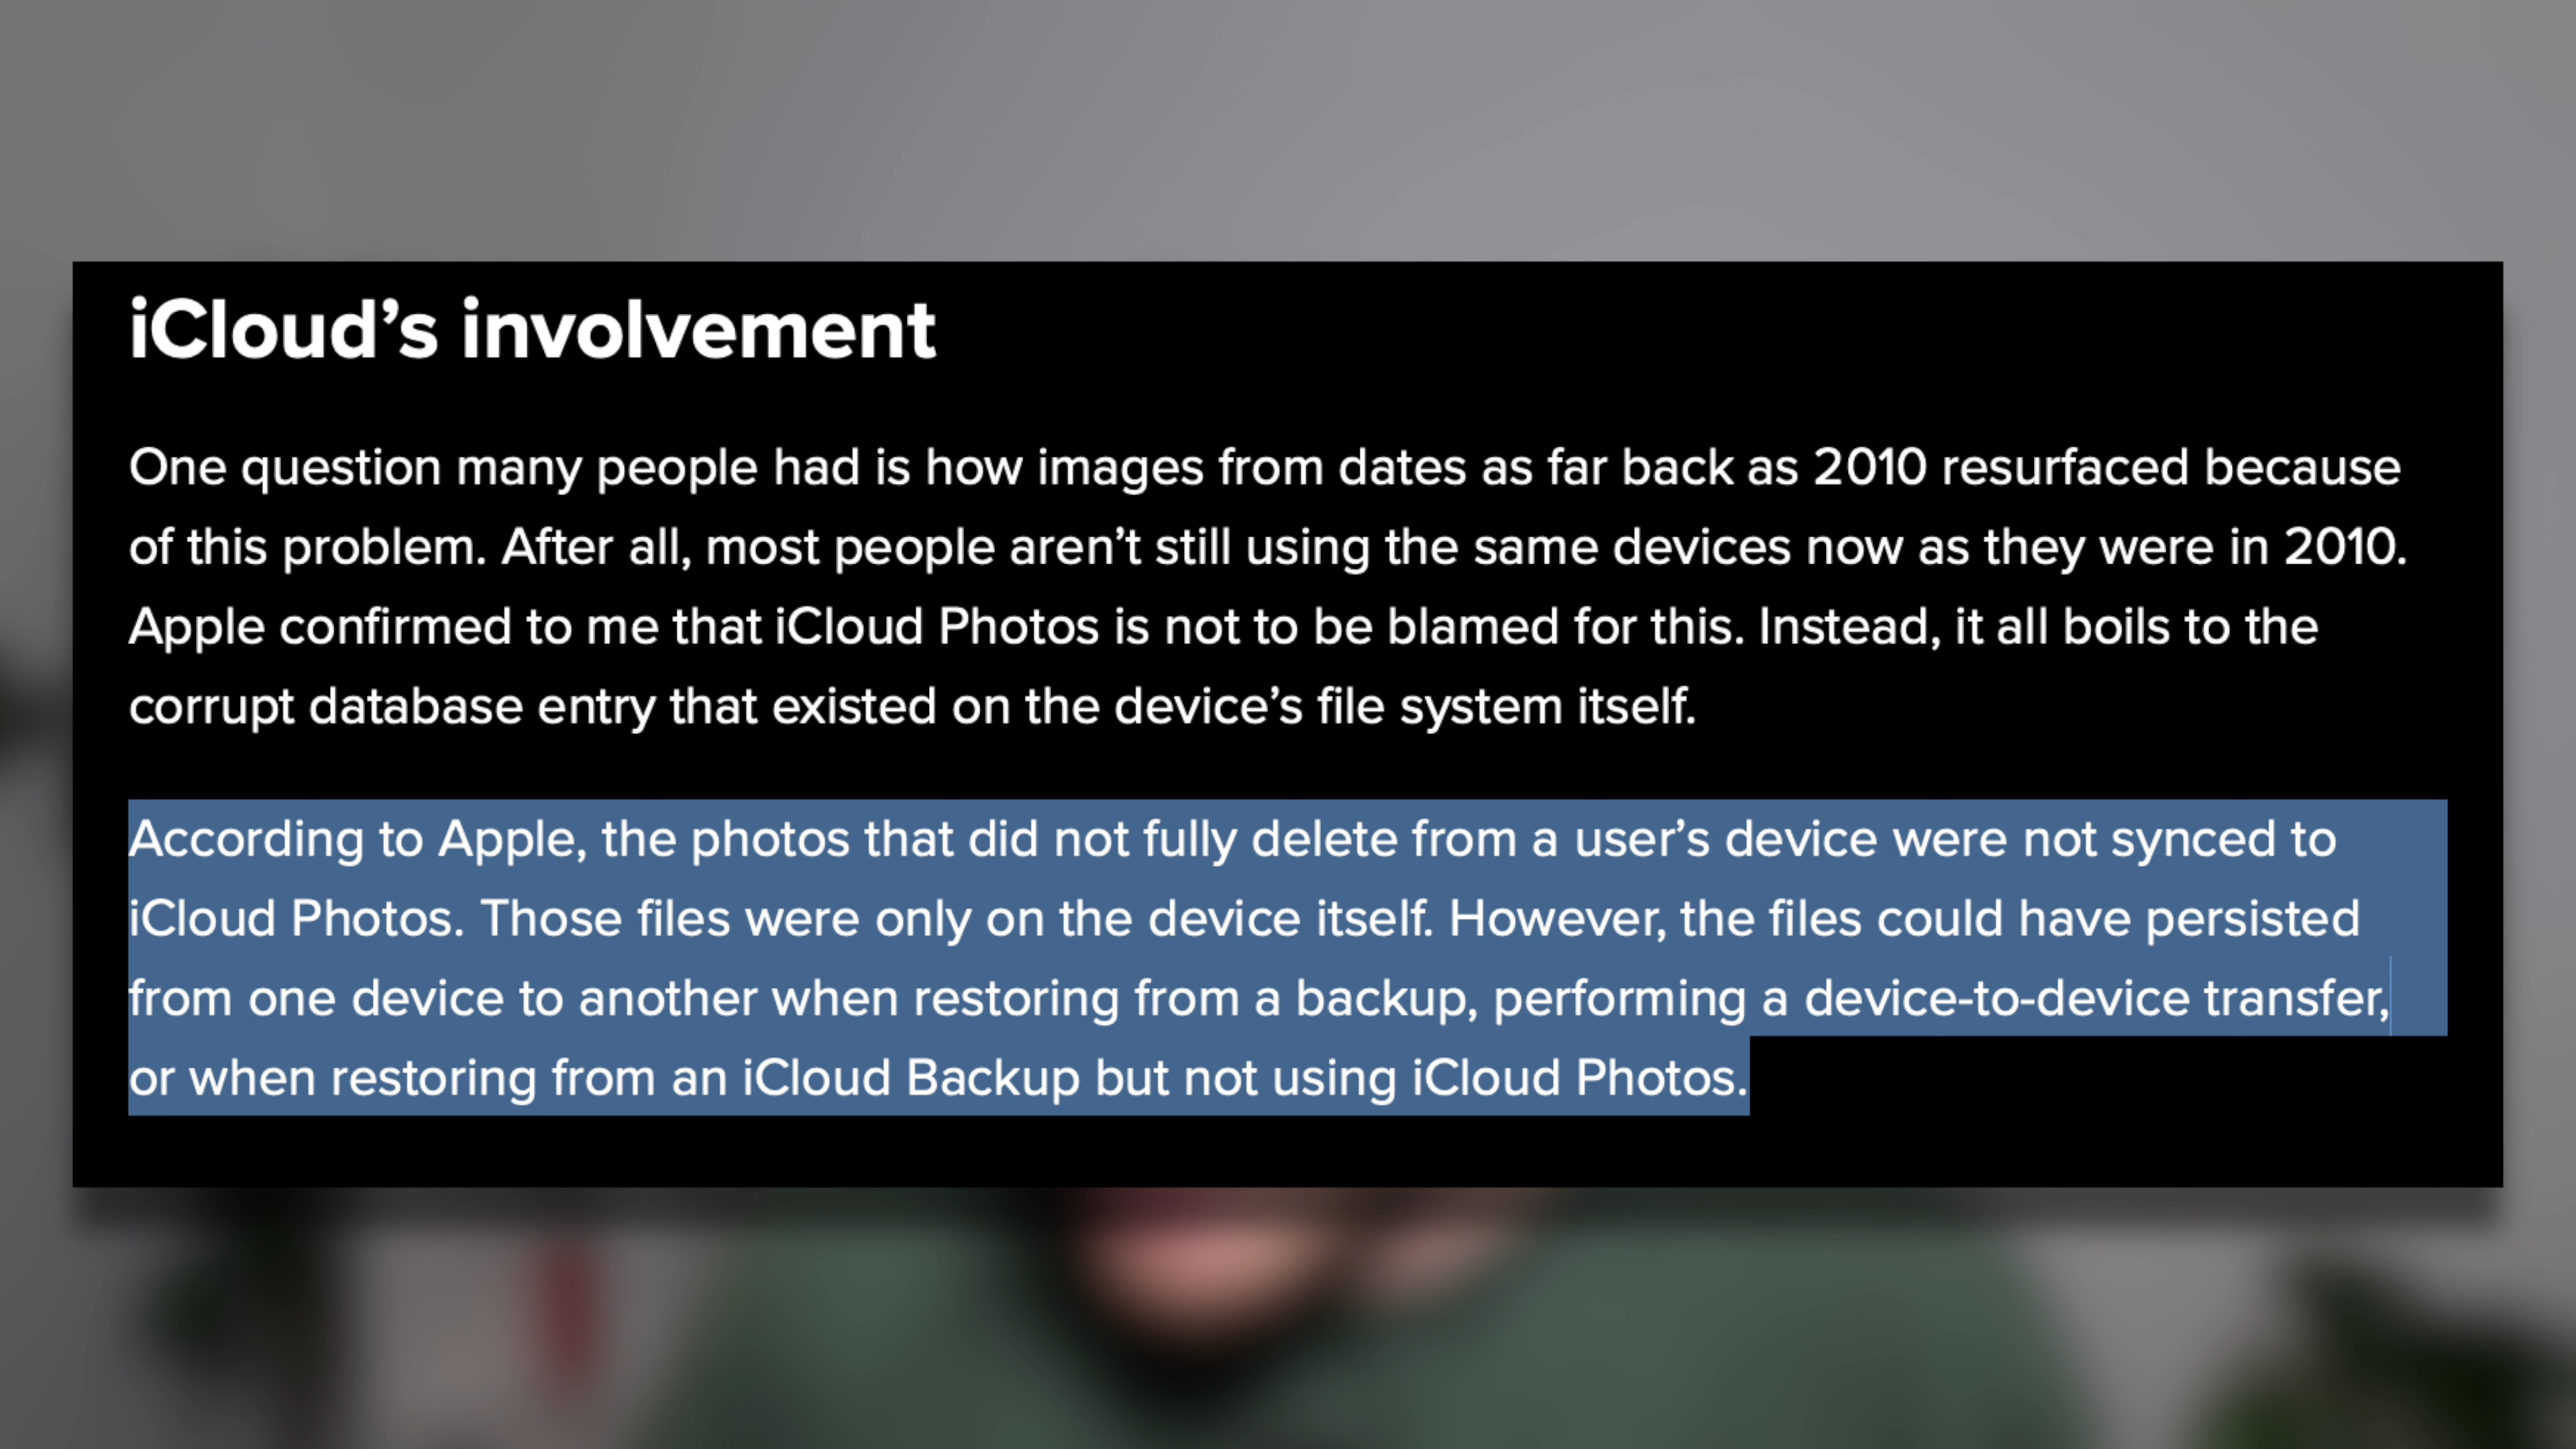 iCloud’s involvement
One question many people had is how images from dates as far back as 2010 resurfaced because
of this problem. After all, most people aren’t still using the same devices now as they were in 2010.
Apple confirmed to me that iCloud Photos is not to be blamed for this. Instead, it all boils to the
corrupt database entry that existed on the device’s file system itself.
According to Apple, the photos that did not fully delete from a user’s device were not synced to
iCloud Photos. Those files were only on the device itself. However, the files could have persisted
from one device to another when restoring from a backup, performing a device-to-device transfer,
or when restoring from an iCloud Backup but not using iCloud Photos.